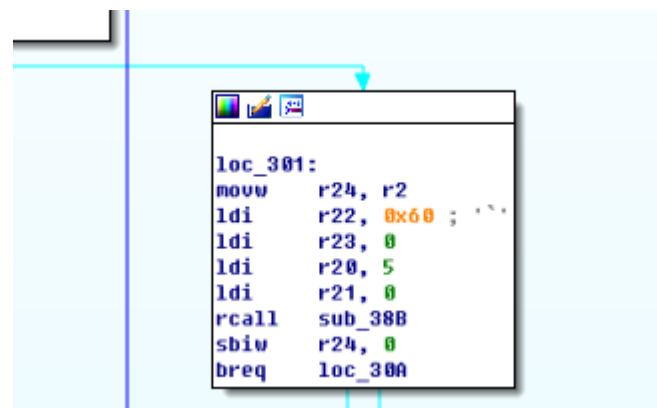 loc_301:
movw r24, r2
ldi r22, 0x60 ; '`'
ldi r23, 0
ldi r20, 5
ldi r21, 0
rcall sub_38B
sbiw r24, 0
breq loc_30A